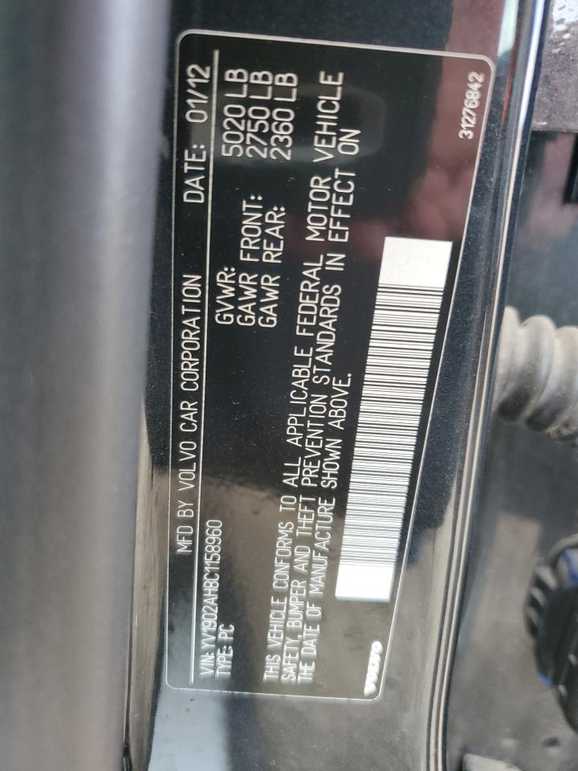 MFD BY VOLVO CAR CORPORATION DATE: 01/12
GVWR: 5020 LB
GAWR FRONT: 2750 LB
GAWR REAR: 2360 LB
VIN: YV1902AH8C1158960
TYPE: PC
THIS VEHICLE CONFORMS TO ALL APPLICABLE FEDERAL MOTOR VEHICLE
SAFETY, BUMPER AND THEFT PREVENTION STANDARDS IN EFFECT ON
THE DATE OF MANUFACTURE SHOWN ABOVE.
VOLVO
31276842